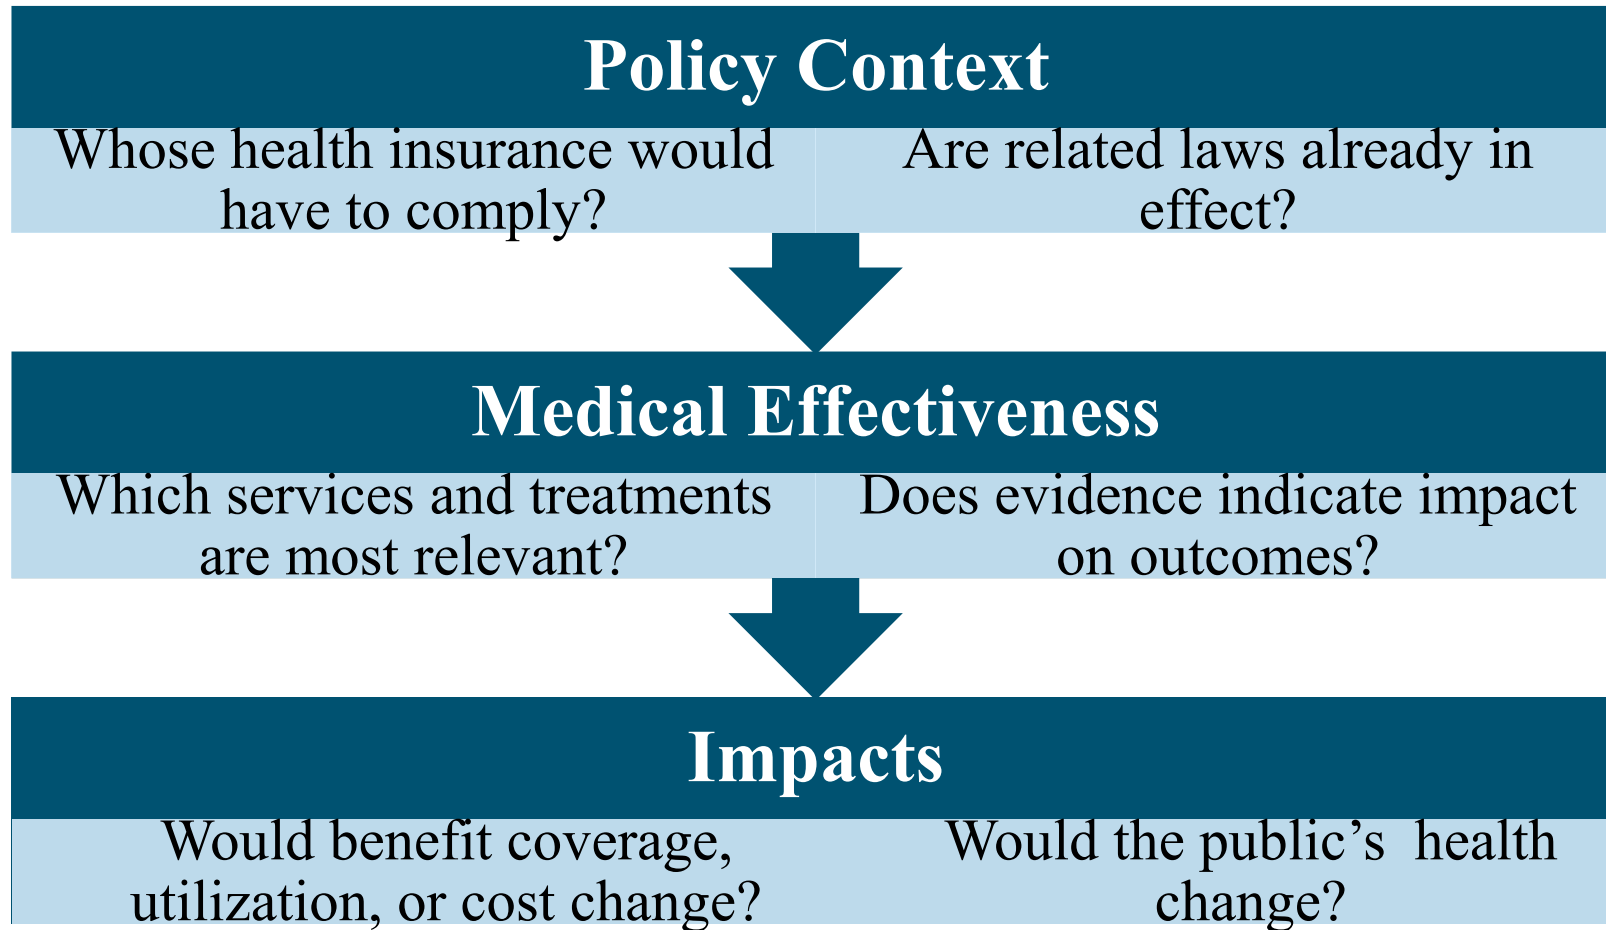 Policy Context
Whose health insurance would
have to comply?
Are related laws already in
effect?
Medical Effectiveness
Which services and treatments
are most relevant?
Does evidence indicate impact
on outcomes?
Impacts
Would benefit coverage,
utilization, or cost change?
Would the public’s  health
change?